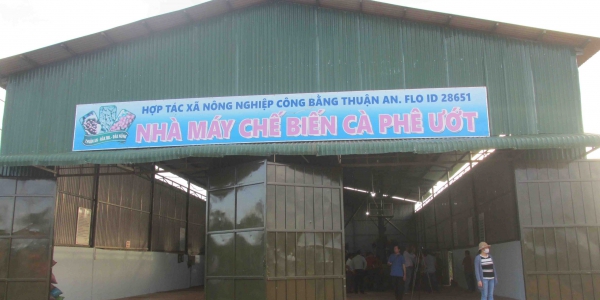 HỢP TÁC XÃ NÔNG NGHIỆP CÔNG BẰNG THUẬN AN. FLO ID 28651
NHÀ MÁY CHẾ BIẾN CÀ PHÊ ƯỚT